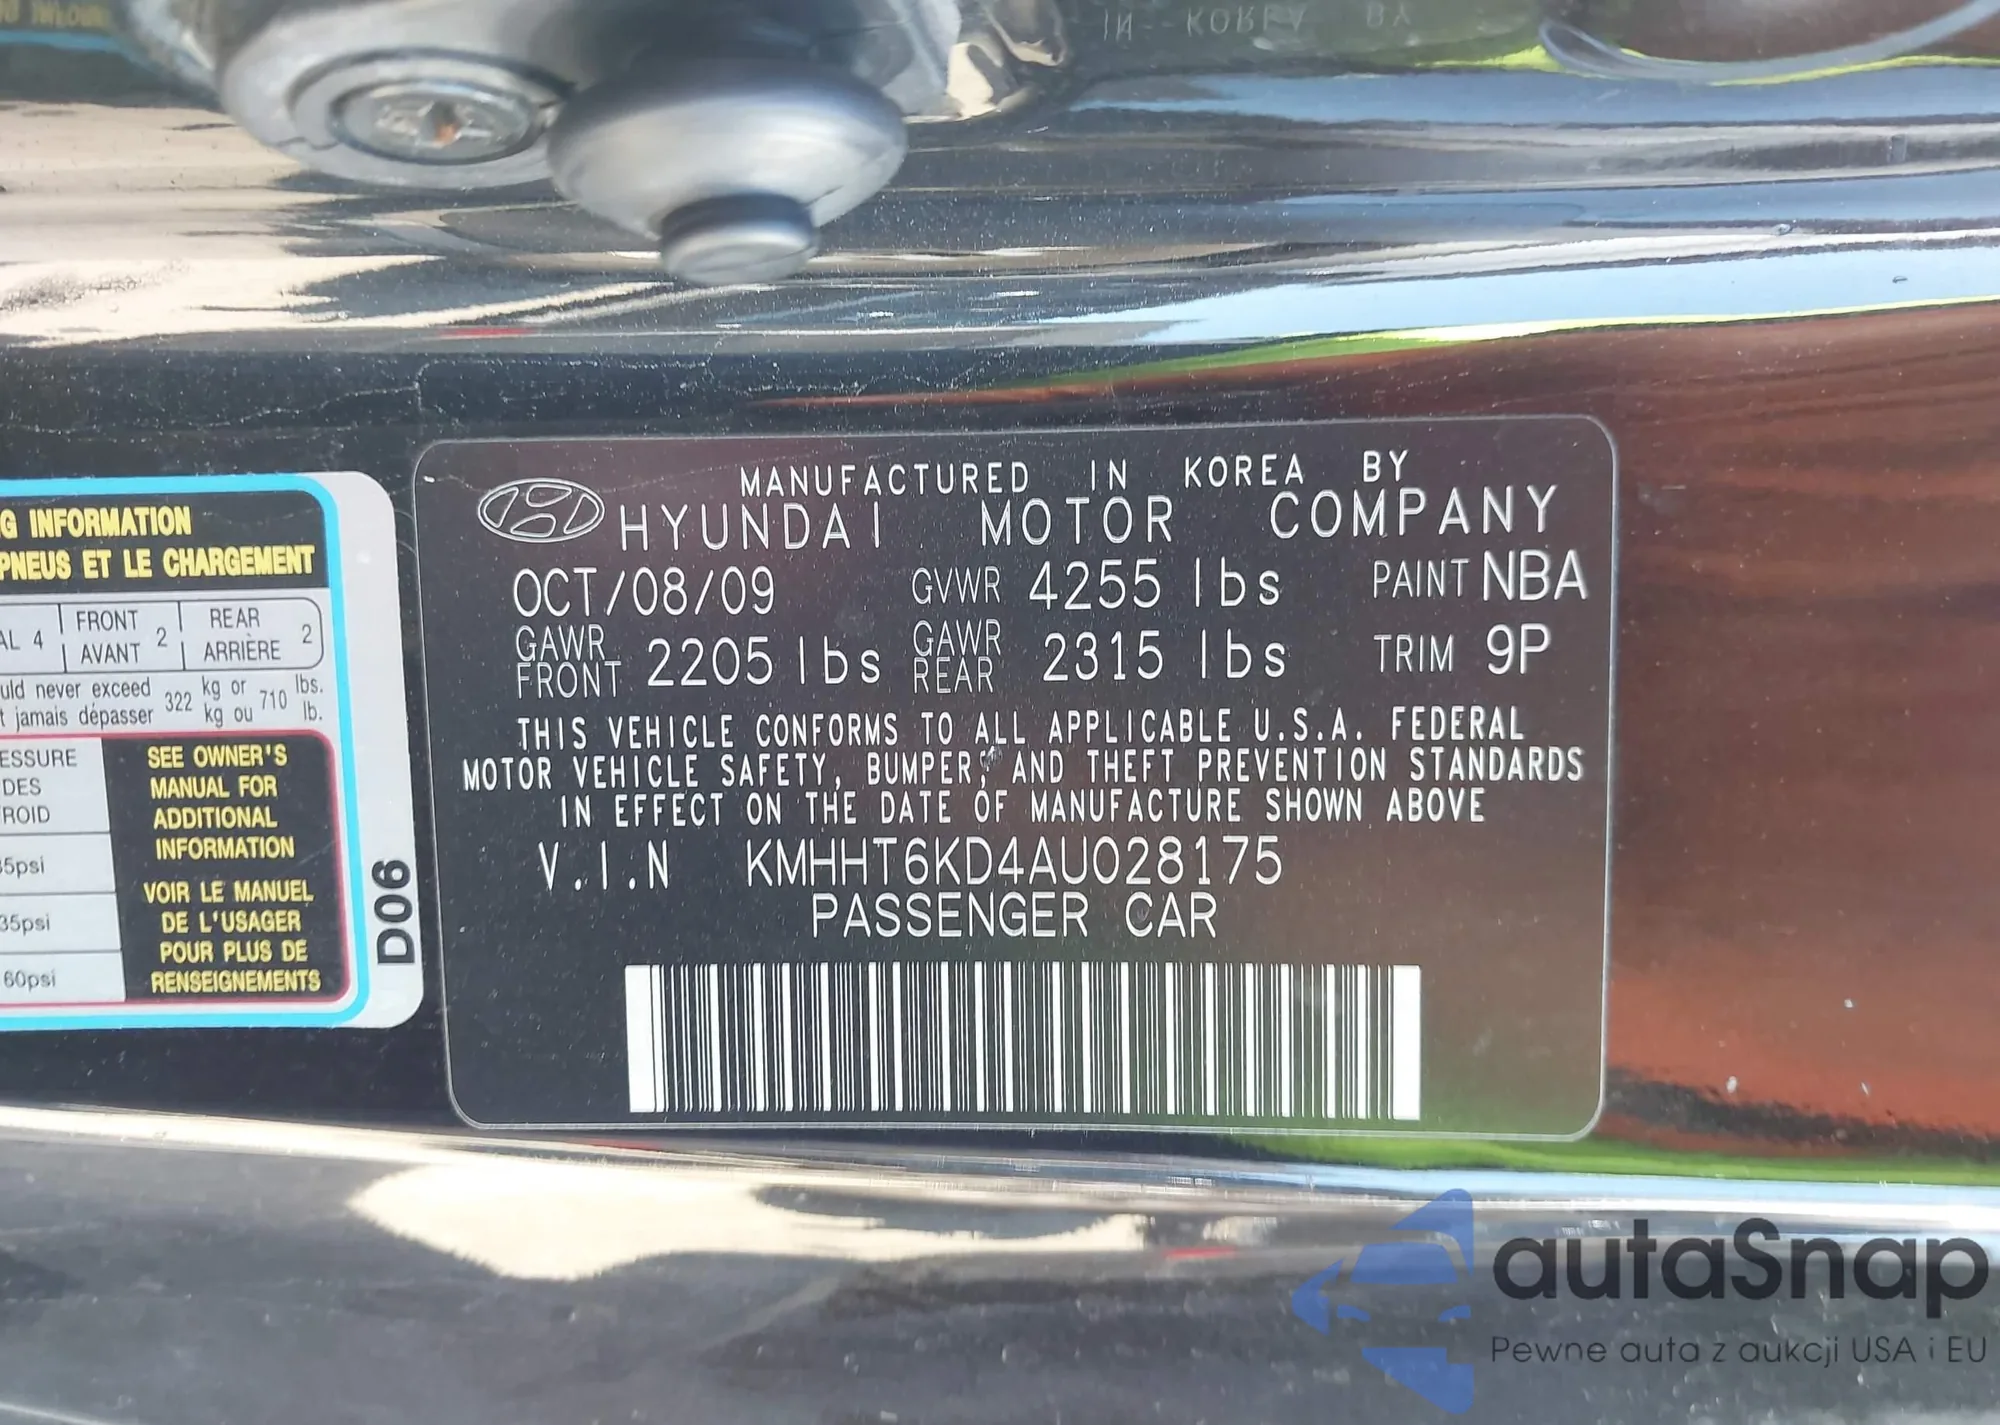 MANUFACTURED IN KOREA BY
HYUNDAI MOTOR COMPANY
OCT/08/09 GVWR 4255 lbs PAINT NBA
GAWR FRONT 2205 lbs GAWR REAR 2315 lbs TRIM 9P
THIS VEHICLE CONFORMS TO ALL APPLICABLE U.S.A. FEDERAL
MOTOR VEHICLE SAFETY, BUMPER, AND THEFT PREVENTION STANDARDS
IN EFFECT ON THE DATE OF MANUFACTURE SHOWN ABOVE
V.I.N KMHHT6KD4AU028175
PASSENGER CAR
G INFORMATION
PNEUS ET LE CHARGEMENT
AL 4 FRONT AVANT 2 REAR ARRIÈRE 2
uld never exceed 322 kg or 710 lbs.
t jamais dépasser kg ou lb.
ESSURE
DES
ROID
35psi
35psi
60psi
SEE OWNER'S
MANUAL FOR
ADDITIONAL
INFORMATION
VOIR LE MANUEL
DE L'USAGER
POUR PLUS DE
RENSEIGNEMENTS
D06
IN KOREA BY
autaSnap
Pewne auta z aukcji USA i EU